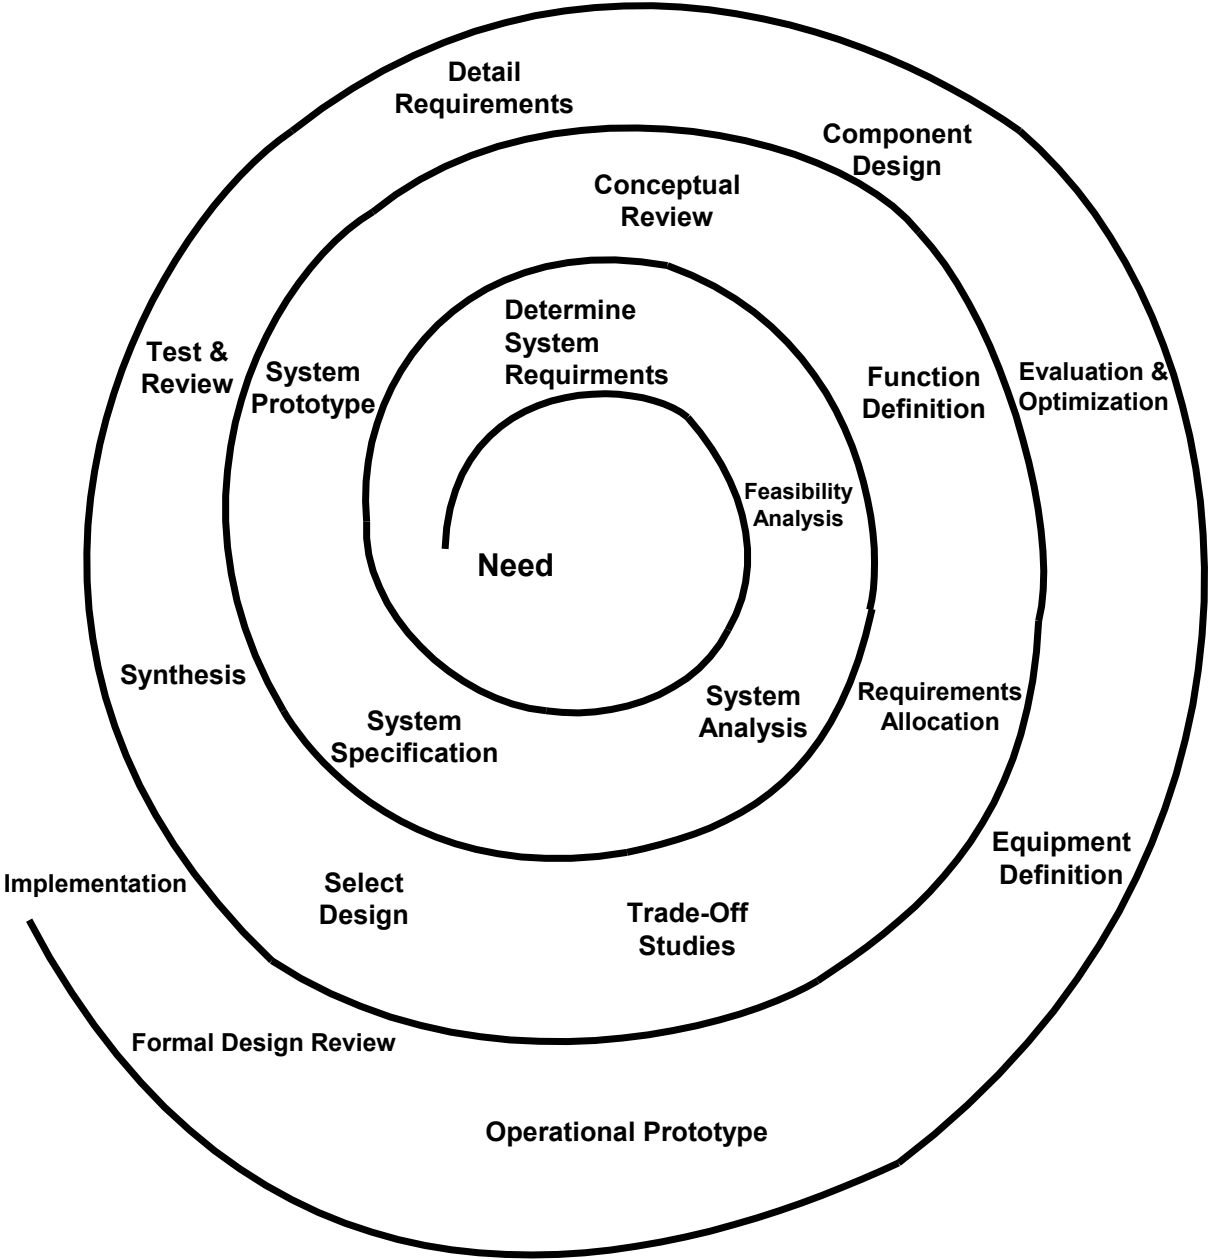 Detail
Requirements
Component
Design
Conceptual
Review
Determine
System
Requirments
Test &
Review
System
Prototype
Function
Definition
Evaluation &
Optimization
Feasibility
Analysis
Need
Synthesis
System
Specification
System
Analysis
Requirements
Allocation
Equipment
Definition
Implementation
Select
Design
Trade-Off
Studies
Formal Design Review
Operational Prototype